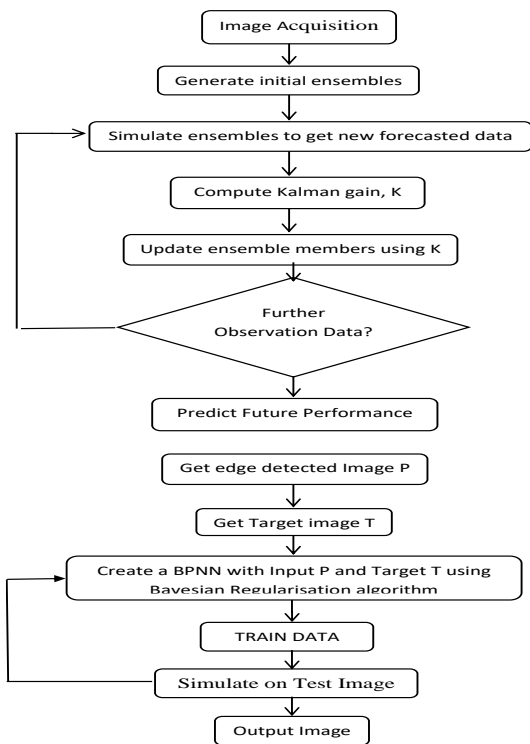 Image Acquisition
Generate initial ensembles
Simulate ensembles to get new forecasted data
Compute Kalman gain, K
Update ensemble members using K
Further
Observation Data?
Predict Future Performance
Get edge detected Image P
Get Target image T
Create a BPNN with Input P and Target T using
Bayesian Regularisation algorithm
TRAIN DATA
Simulate on Test Image
Output Image